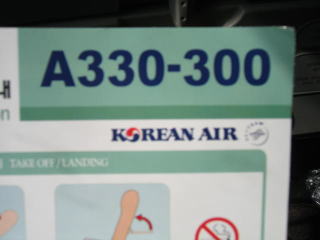 A330-300
KOREAN AIR
TAKE OFF/LANDING